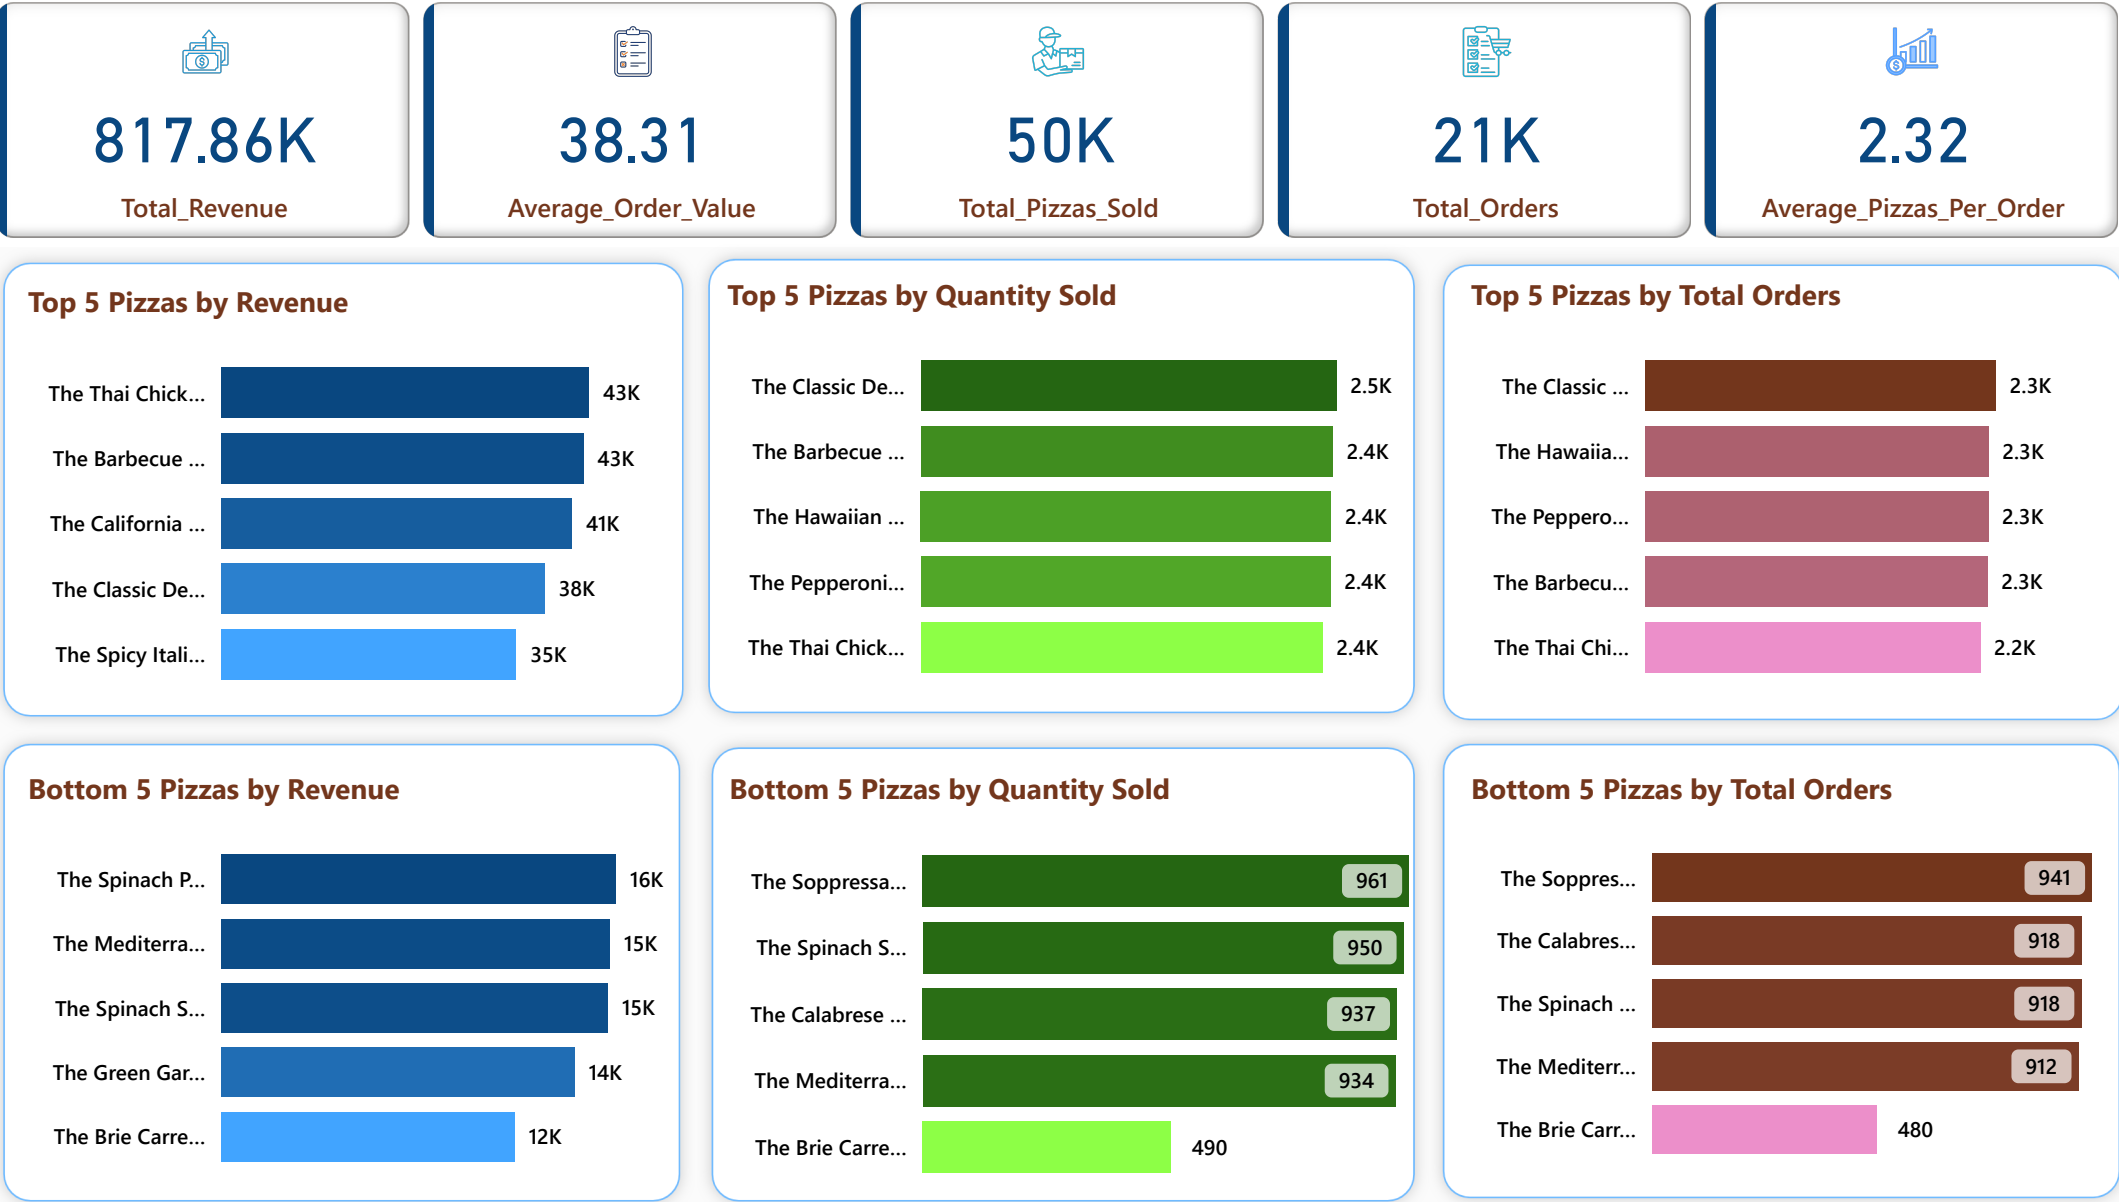 817.86K
Total_Revenue
38.31
Average_Order_Value
50K
Total_Pizzas_Sold
21K
Total_Orders
2.32
Average_Pizzas_Per_Order
Top 5 Pizzas by Revenue
The Thai Chick... 43K
The Barbecue ... 43K
The California ... 41K
The Classic De... 38K
The Spicy Itali... 35K
Top 5 Pizzas by Quantity Sold
The Classic De... 2.5K
The Barbecue ... 2.4K
The Hawaiian ... 2.4K
The Pepperoni... 2.4K
The Thai Chick... 2.4K
Top 5 Pizzas by Total Orders
The Classic ... 2.3K
The Hawaiia... 2.3K
The Peppero... 2.3K
The Barbecu... 2.3K
The Thai Chi... 2.2K
Bottom 5 Pizzas by Revenue
The Spinach P... 16K
The Mediterra... 15K
The Spinach S... 15K
The Green Gar... 14K
The Brie Carre... 12K
Bottom 5 Pizzas by Quantity Sold
The Soppressa... 961
The Spinach S... 950
The Calabrese ... 937
The Mediterra... 934
The Brie Carre... 490
Bottom 5 Pizzas by Total Orders
The Soppres... 941
The Calabres... 918
The Spinach ... 918
The Mediterr... 912
The Brie Carr... 480